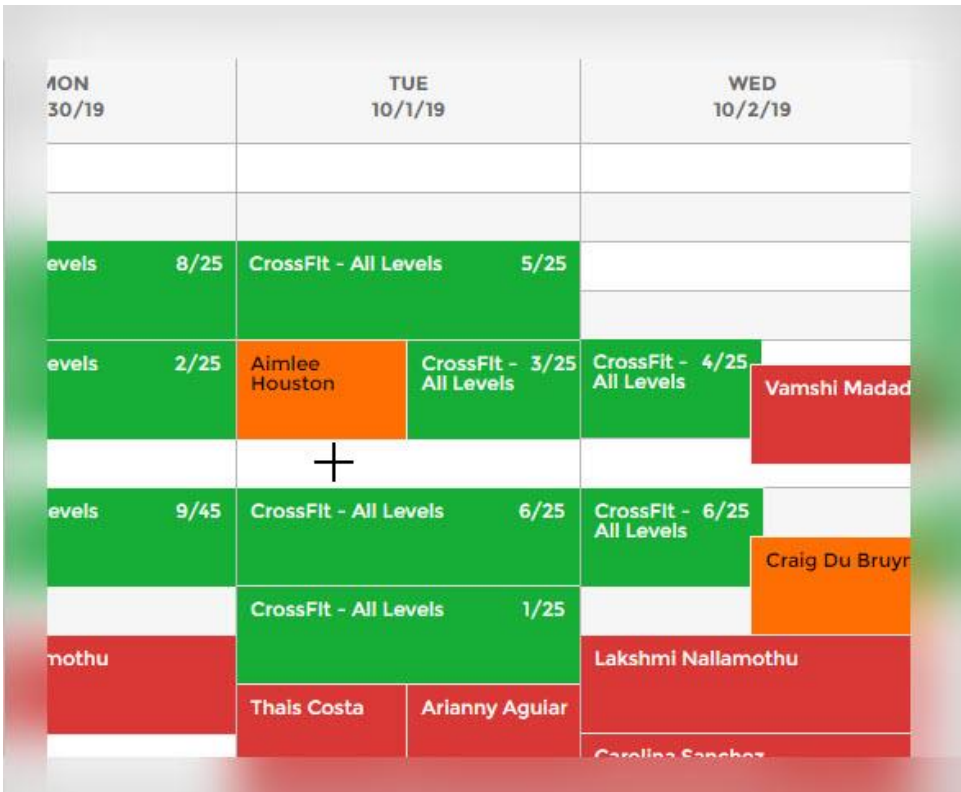 MON TUE WED
30/19 10/1/19 10/2/19
evels 8/25 CrossFIt - All Levels 5/25
evels 2/25 Aimlee CrossFIt - 3/25 CrossFIt - 4/25
Houston All Levels All Levels Vamshi Madad
evels 9/45 CrossFIt - All Levels 6/25 CrossFIt - 6/25
All Levels
Craig Du Bruyn
CrossFIt - All Levels 1/25
mothu Lakshmi Nallamothu
Thais Costa Arianny Aguiar
Carolina Sanchez